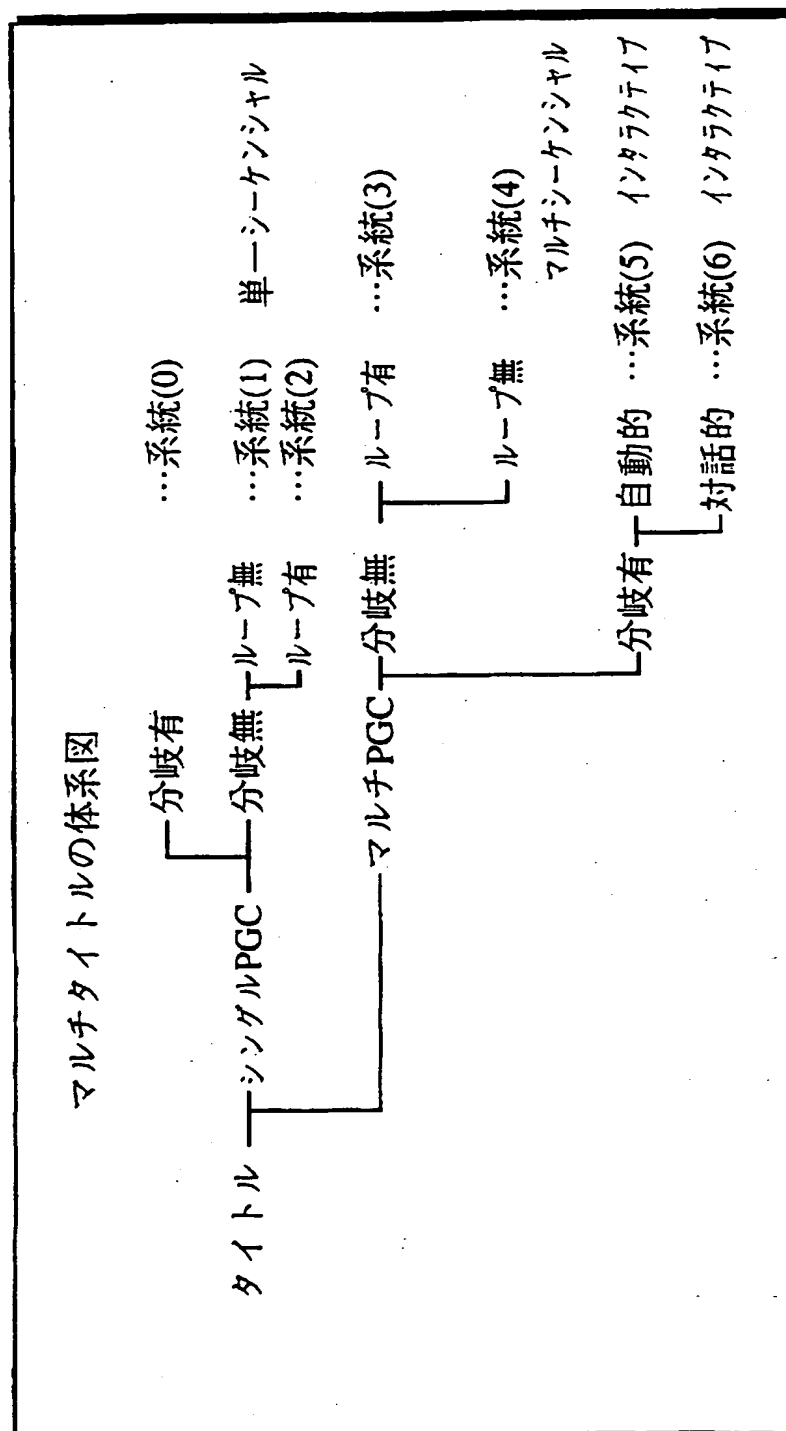 マルチタイトルの体系図
分岐有 …系統(0)
タイトル シングルPGC 分岐無 ループ無 …系統(1) 単一シーケンシャル
ループ有 …系統(2)
マルチPGC 分岐無 ループ有 …系統(3)
ループ無 …系統(4)
マルチシーケンシャル
分岐有 自動的 …系統(5) インタラクティブ
対話的 …系統(6) インタラクティブ